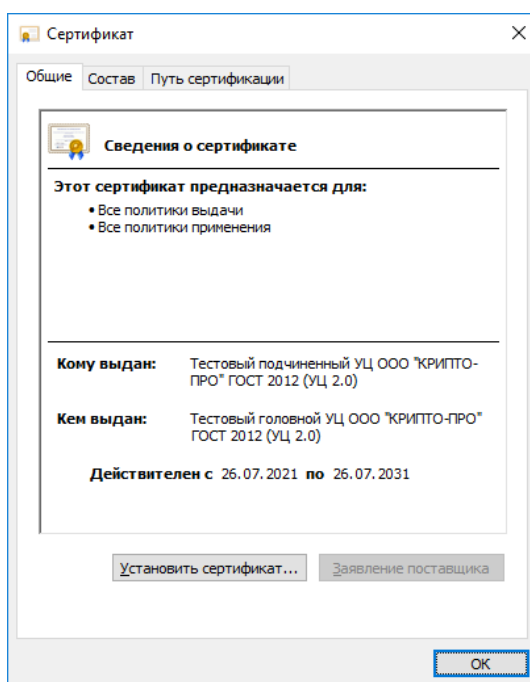 Сертификат
Общие Состав Путь сертификации
Сведения о сертификате
Этот сертификат предназначается для:
• Все политики выдачи
• Все политики применения
Кому выдан: Тестовый подчиненный УЦ ООО "КРИПТО-
ПРО" ГОСТ 2012 (УЦ 2.0)
Кем выдан: Тестовый головной УЦ ООО "КРИПТО-ПРО"
ГОСТ 2012 (УЦ 2.0)
Действителен с 26.07.2021 по 26.07.2031
Установить сертификат... Заявление поставщика
ОК